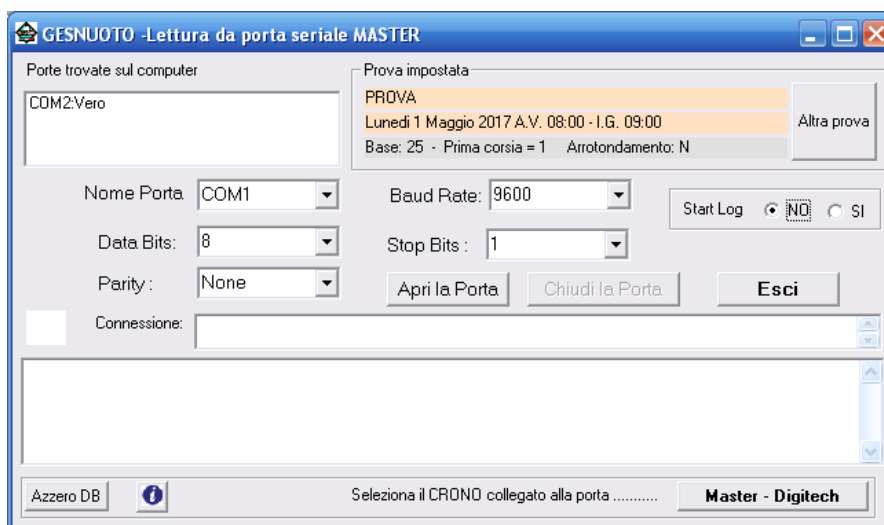 GESNUOTO -Lettura da porta seriale MASTER
Porte trovate sul computer
COM2:Vero
Prova impostata
PROVA
Lunedi 1 Maggio 2017 A.V. 08:00 - I.G. 09:00
Base: 25 - Prima corsia = 1 Arrotondamento: N
Altra prova
Nome Porta COM1 Baud Rate: 9600
Start Log NO SI
Data Bits: 8 Stop Bits : 1
Parity : None Apri la Porta Chiudi la Porta Esci
Connessione:
Azzero DB Seleziona il CRONO collegato alla porta ........... Master - Digitech